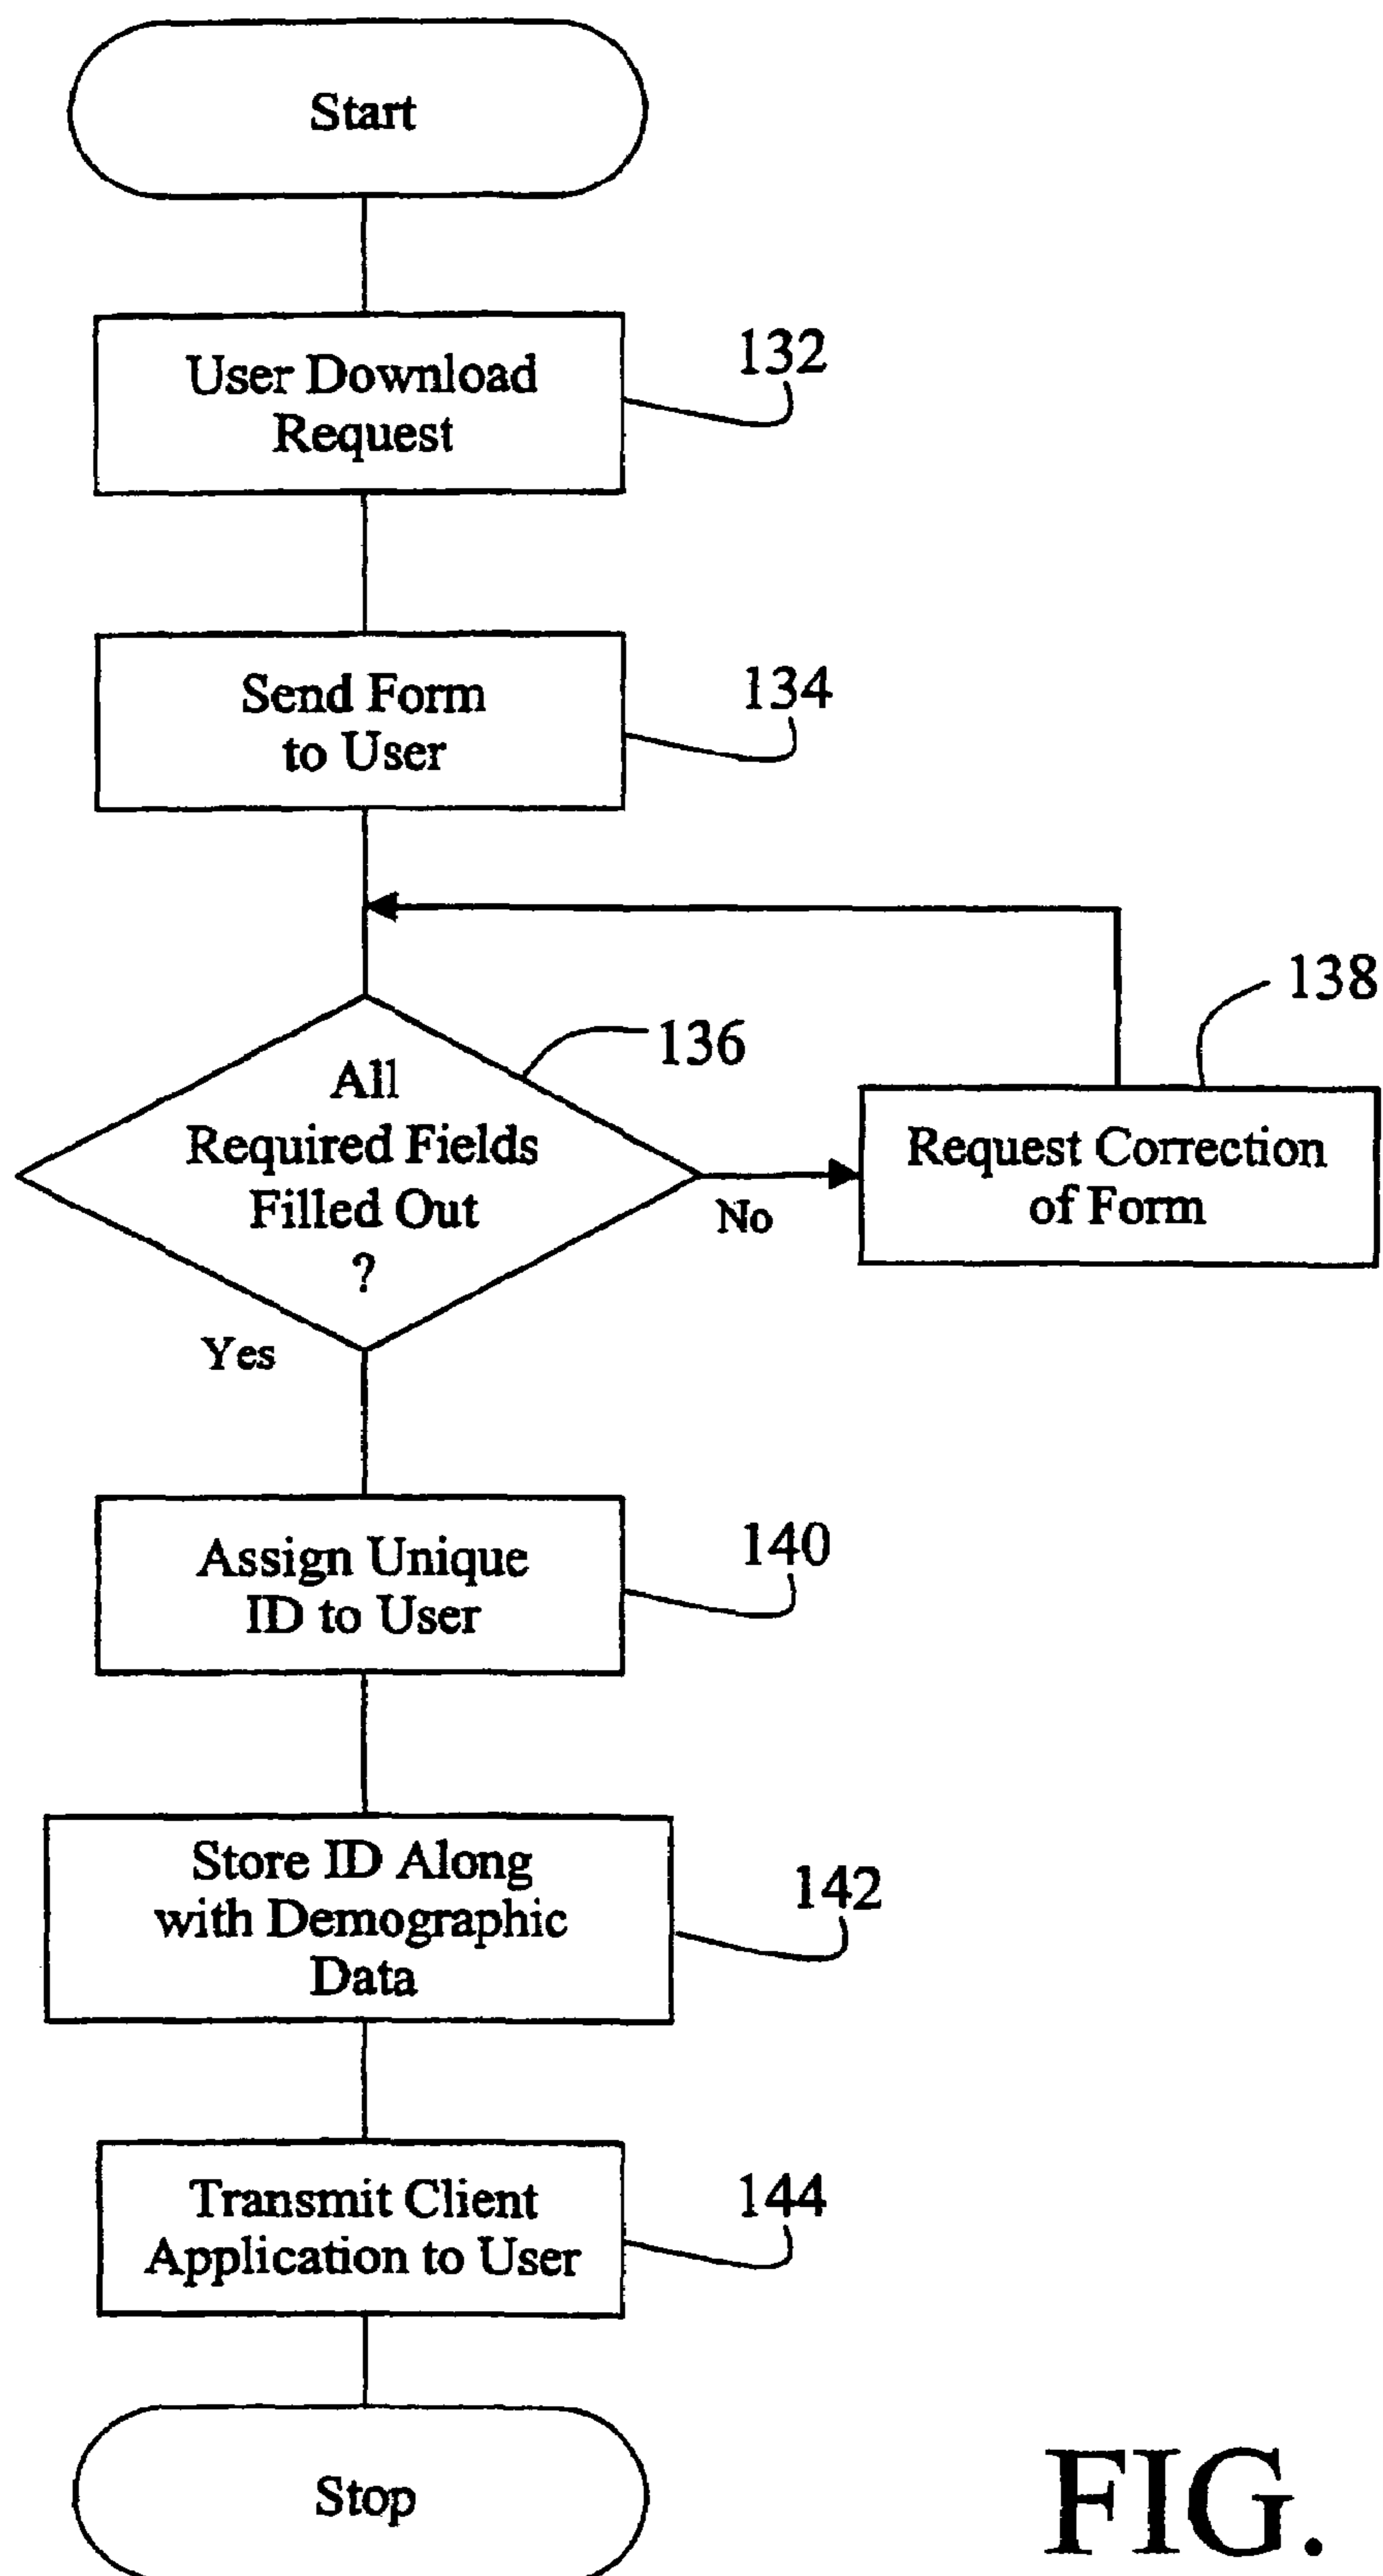 Start
User Download
Request
132
Send Form
to User
134
138
136
All
Required Fields
Filled Out
?
No
Request Correction
of Form
Yes
Assign Unique
ID to User
140
Store ID Along
with Demographic
Data
142
Transmit Client
Application to User
144
Stop
FIG.